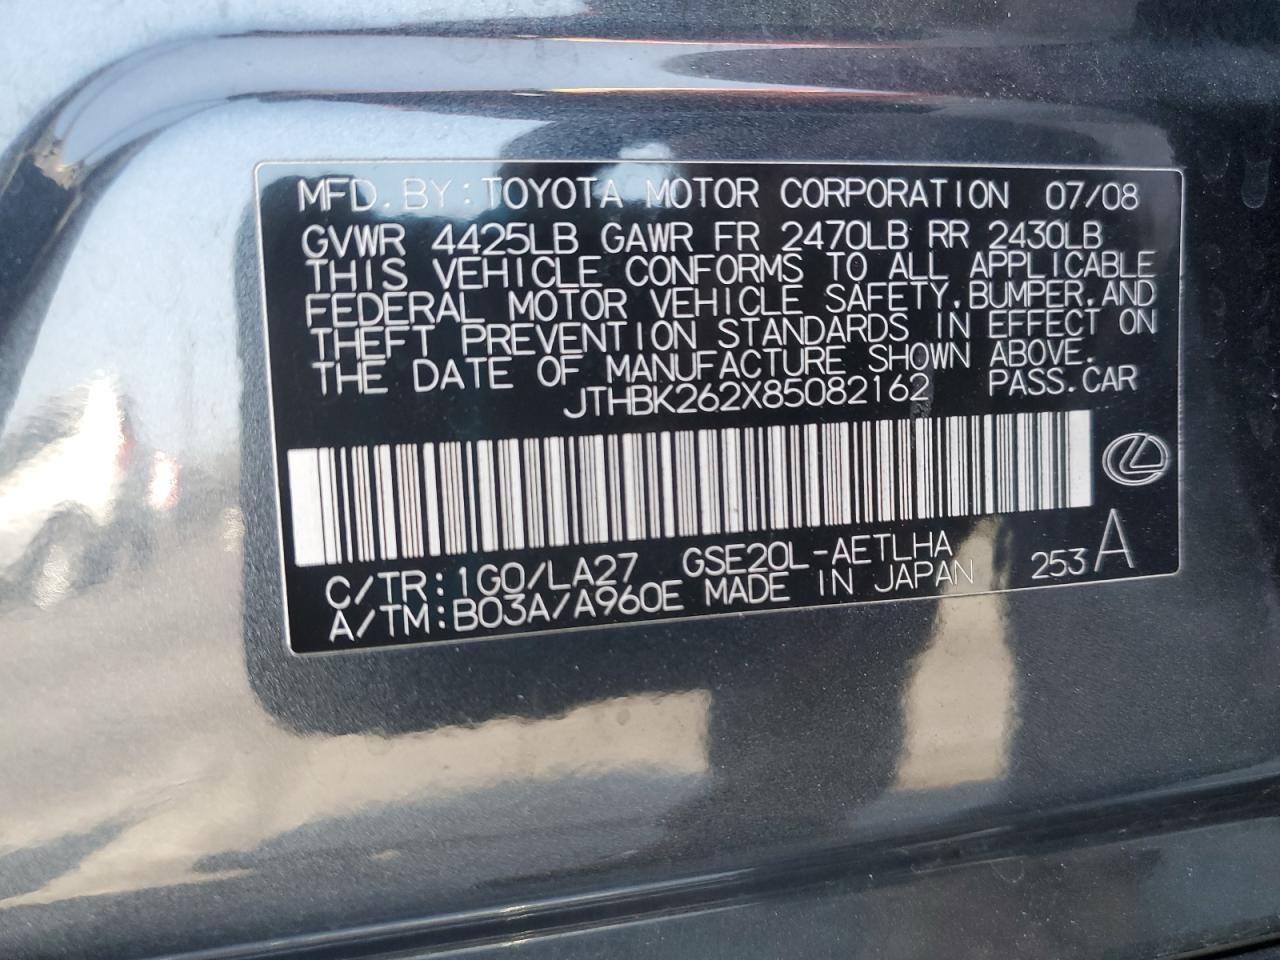 MFD. BY: TOYOTA MOTOR CORPORATION 07/08
GVWR 4425LB GAWR FR 2470LB RR 2430LB
THIS VEHICLE CONFORMS TO ALL APPLICABLE
FEDERAL MOTOR VEHICLE SAFETY, BUMPER, AND
THEFT PREVENTION STANDARDS IN EFFECT ON
THE DATE OF MANUFACTURE SHOWN ABOVE.
JTHBK262X85082162 PASS. CAR
C/TR: 1G0/LA27 GSE20L-AETLHA 253 A
A/TM: B03A/A960E MADE IN JAPAN